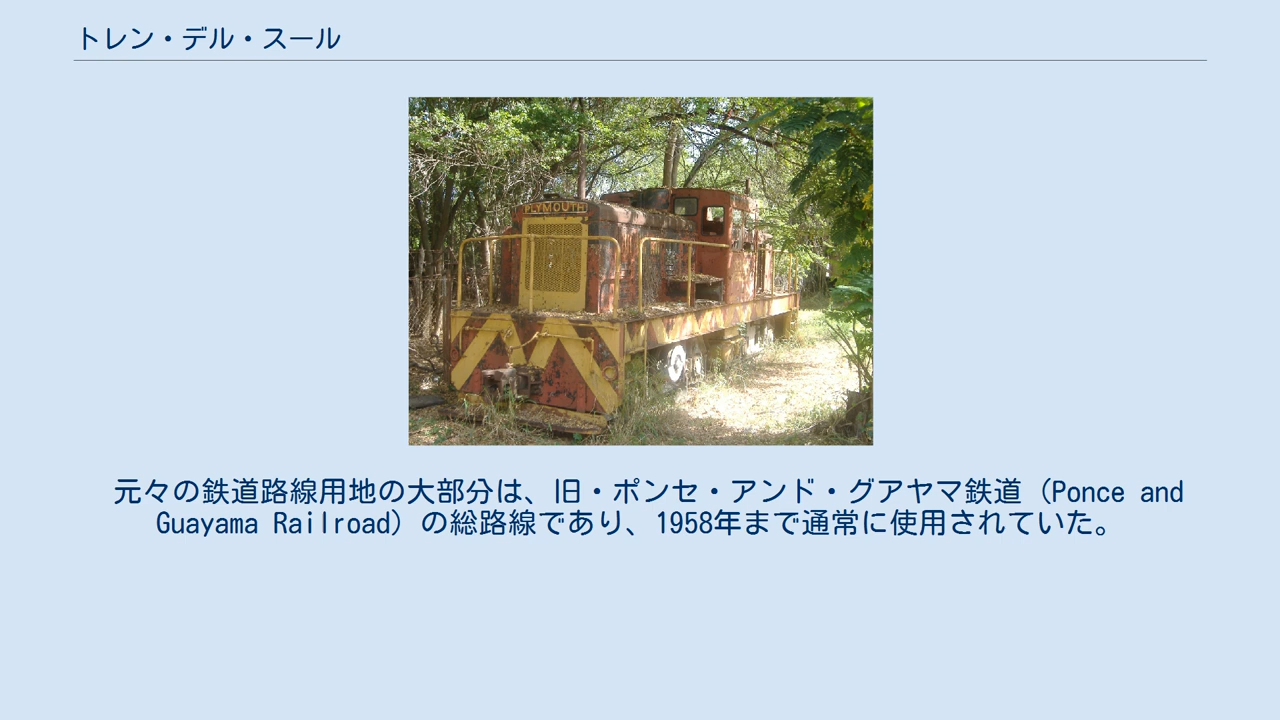 トレン・デル・スール
PLYMOUTH
元々の鉄道路線用地の大部分は、旧・ポンセ・アンド・グアヤマ鉄道（Ponce and
Guayama Railroad）の総路線であり、1958年まで通常に使用されていた。